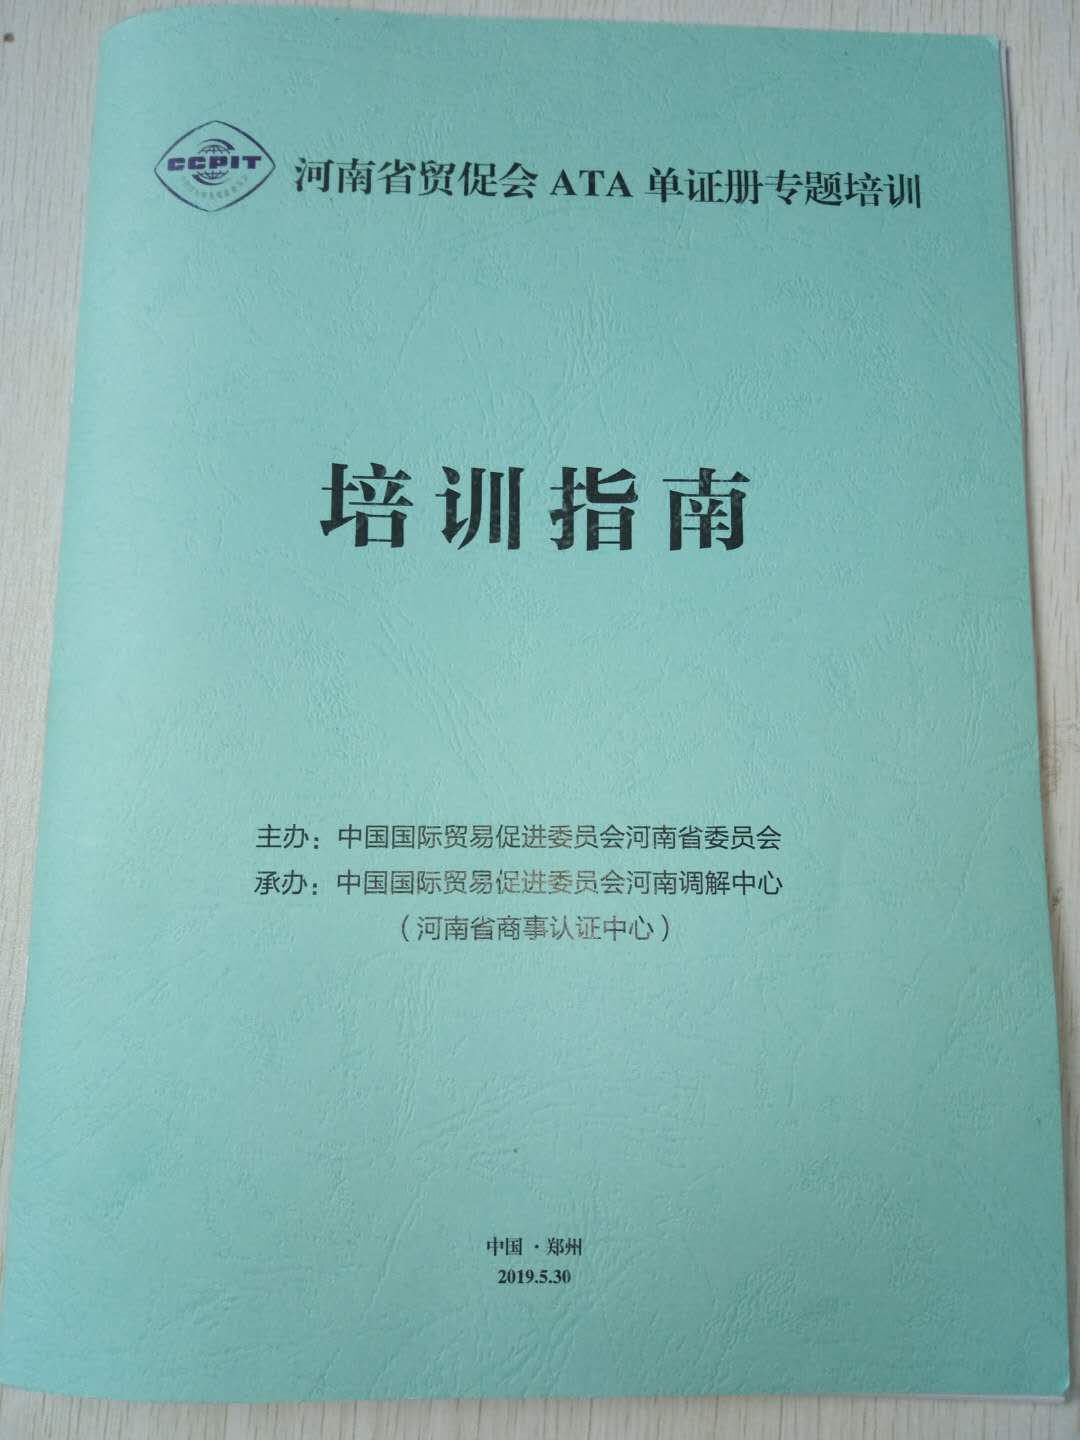 CCPIT
河南省贸促会 ATA 单证册专题培训
培训指南
主办：中国国际贸易促进委员会河南省委员会
承办：中国国际贸易促进委员会河南调解中心
（河南省商事认证中心）
中国 · 郑州
2019.5.30